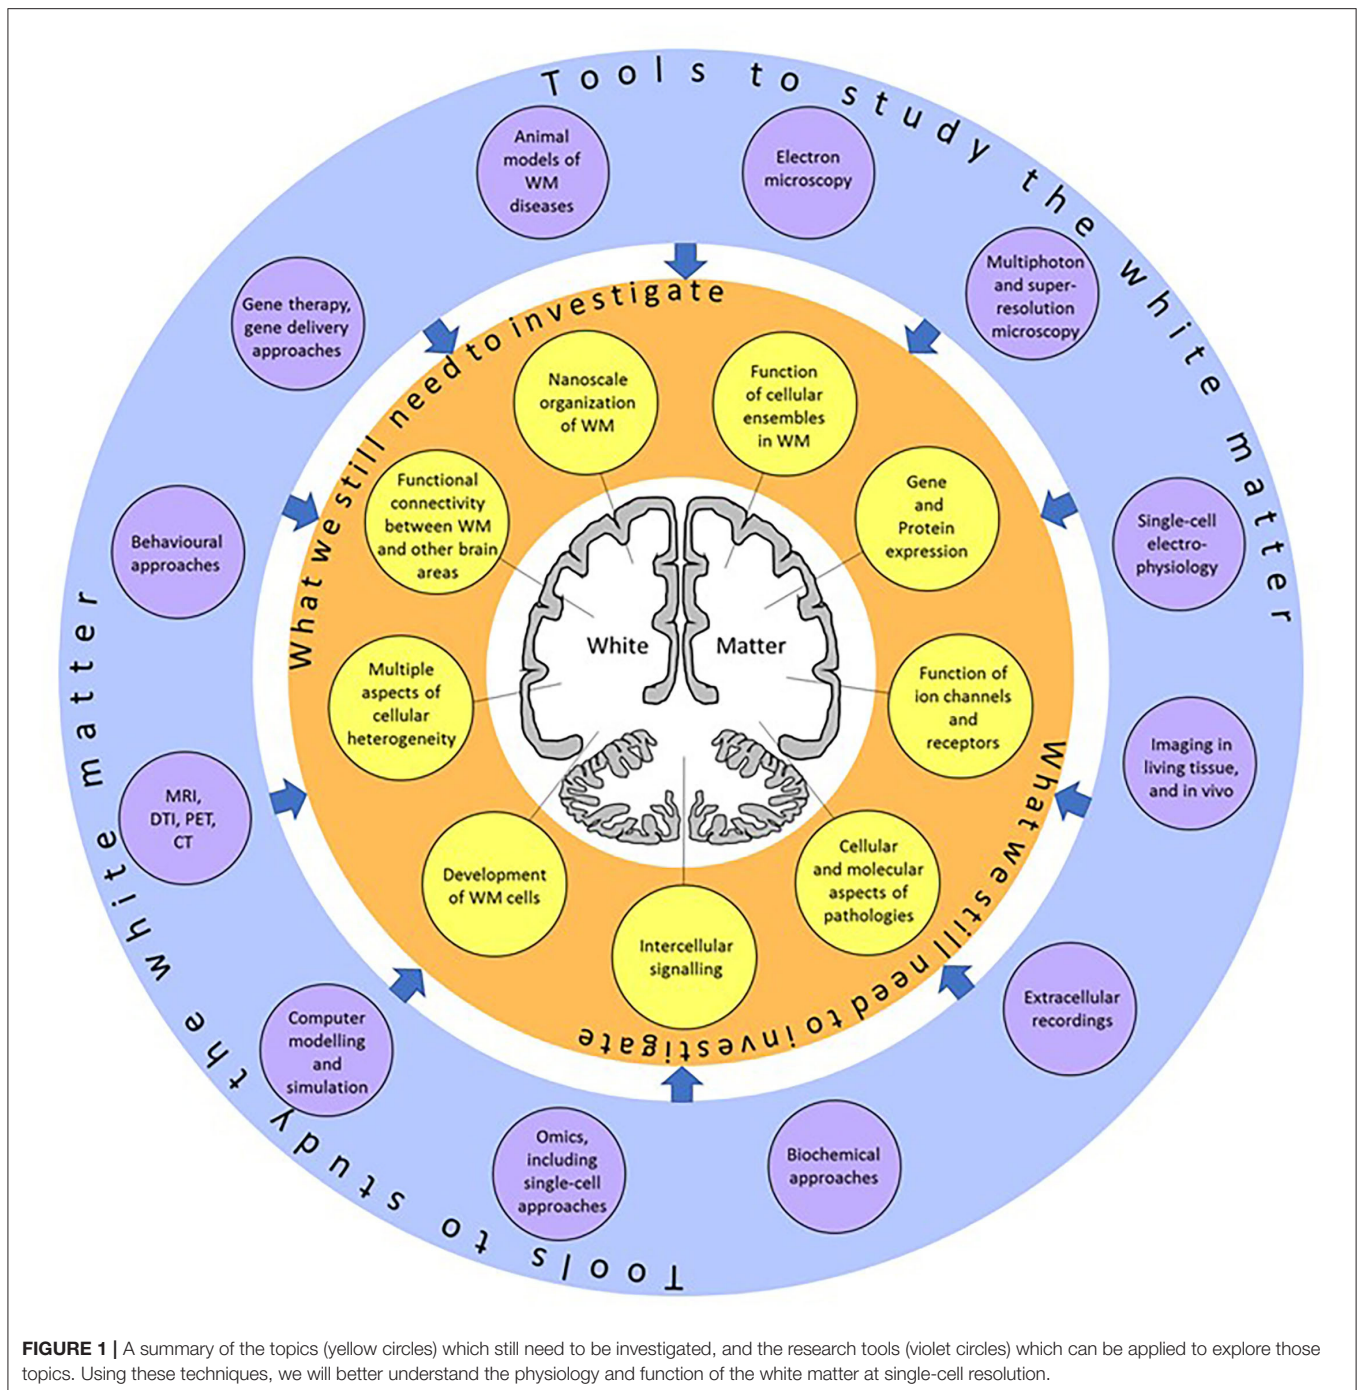 Tools to study the white matter
Animal
models of
WM
diseases
Electron
microscopy
Multiphoton
and super-
resolution
microscopy
Single-cell
electro-
physiology
Imaging in
living tissue,
and in vivo
Extracellular
recordings
Biochemical
approaches
Omics,
including
single-cell
approaches
Computer
modelling
and
simulation
MRI,
DTI, PET,
CT
Behavioural
approaches
Gene therapy,
gene delivery
approaches
Tools to study the white matter
What we still need to investigate
Nanoscale
organization
of WM
Function
of cellular
ensembles
in WM
Gene
and
Protein
expression
Function of
ion channels
and
receptors
Cellular
and molecular
aspects of
pathologies
Intercellular
signalling
Development
of WM cells
Multiple
aspects of
cellular
heterogeneity
Functional
connectivity
between WM
and other brain
areas
What we still need to investigate
White Matter
FIGURE 1 | A summary of the topics (yellow circles) which still need to be investigated, and the research tools (violet circles) which can be applied to explore those
topics. Using these techniques, we will better understand the physiology and function of the white matter at single-cell resolution.